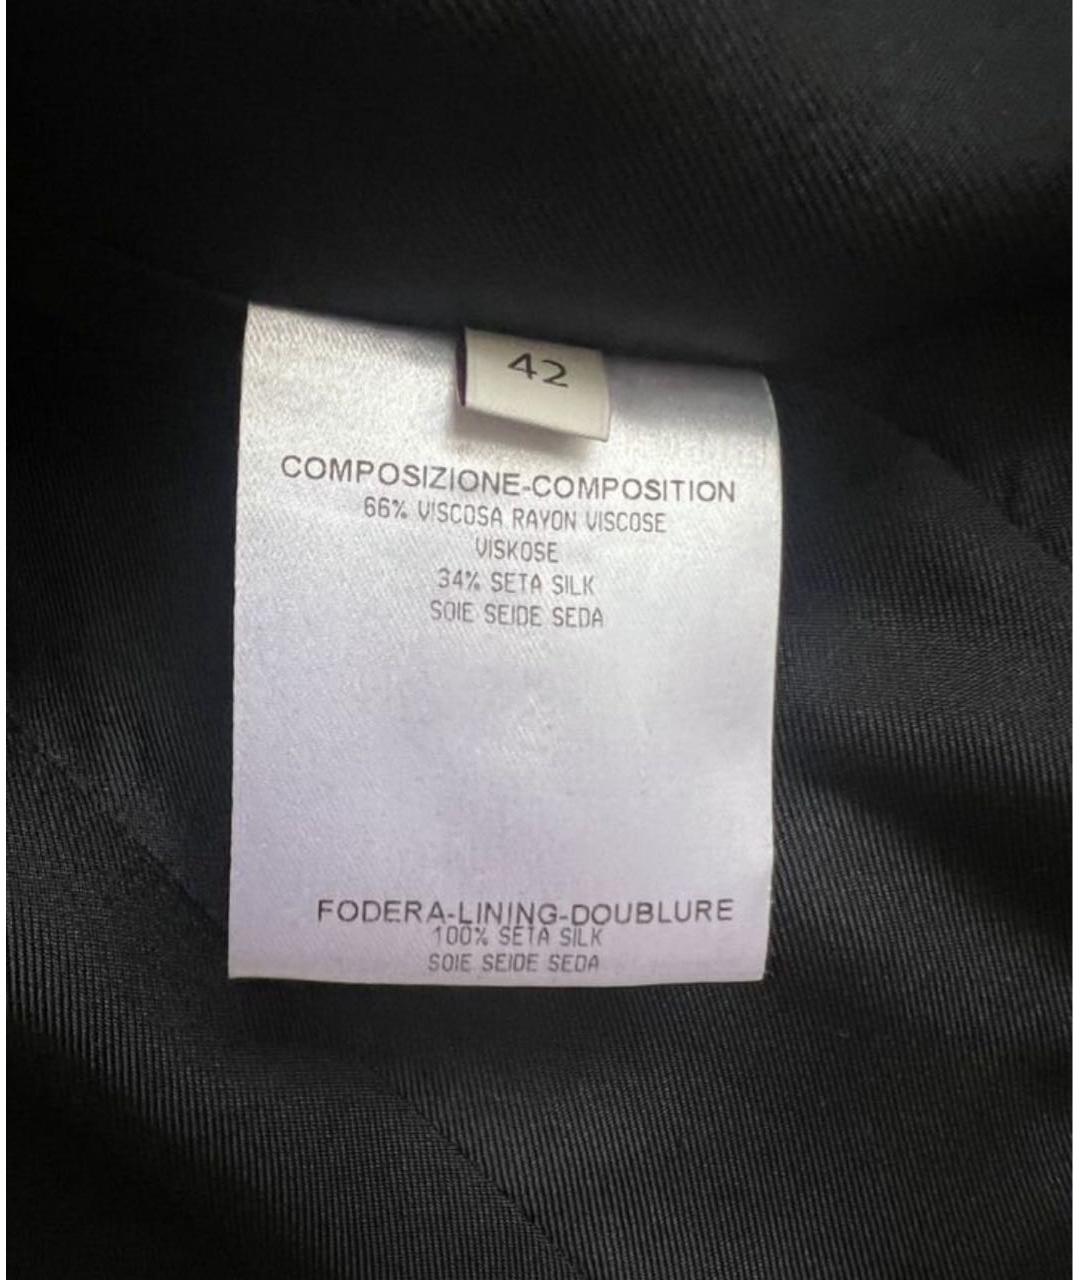 42
COMPOSIZIONE-COMPOSITION
66% VISCOSA RAYON VISCOSE
VISKOSE
34% SETA SILK
SOIE SEIDE SEDA
FODERA-LINING-DOUBLURE
100% SETA SILK
SOIE SEIDE SEDA